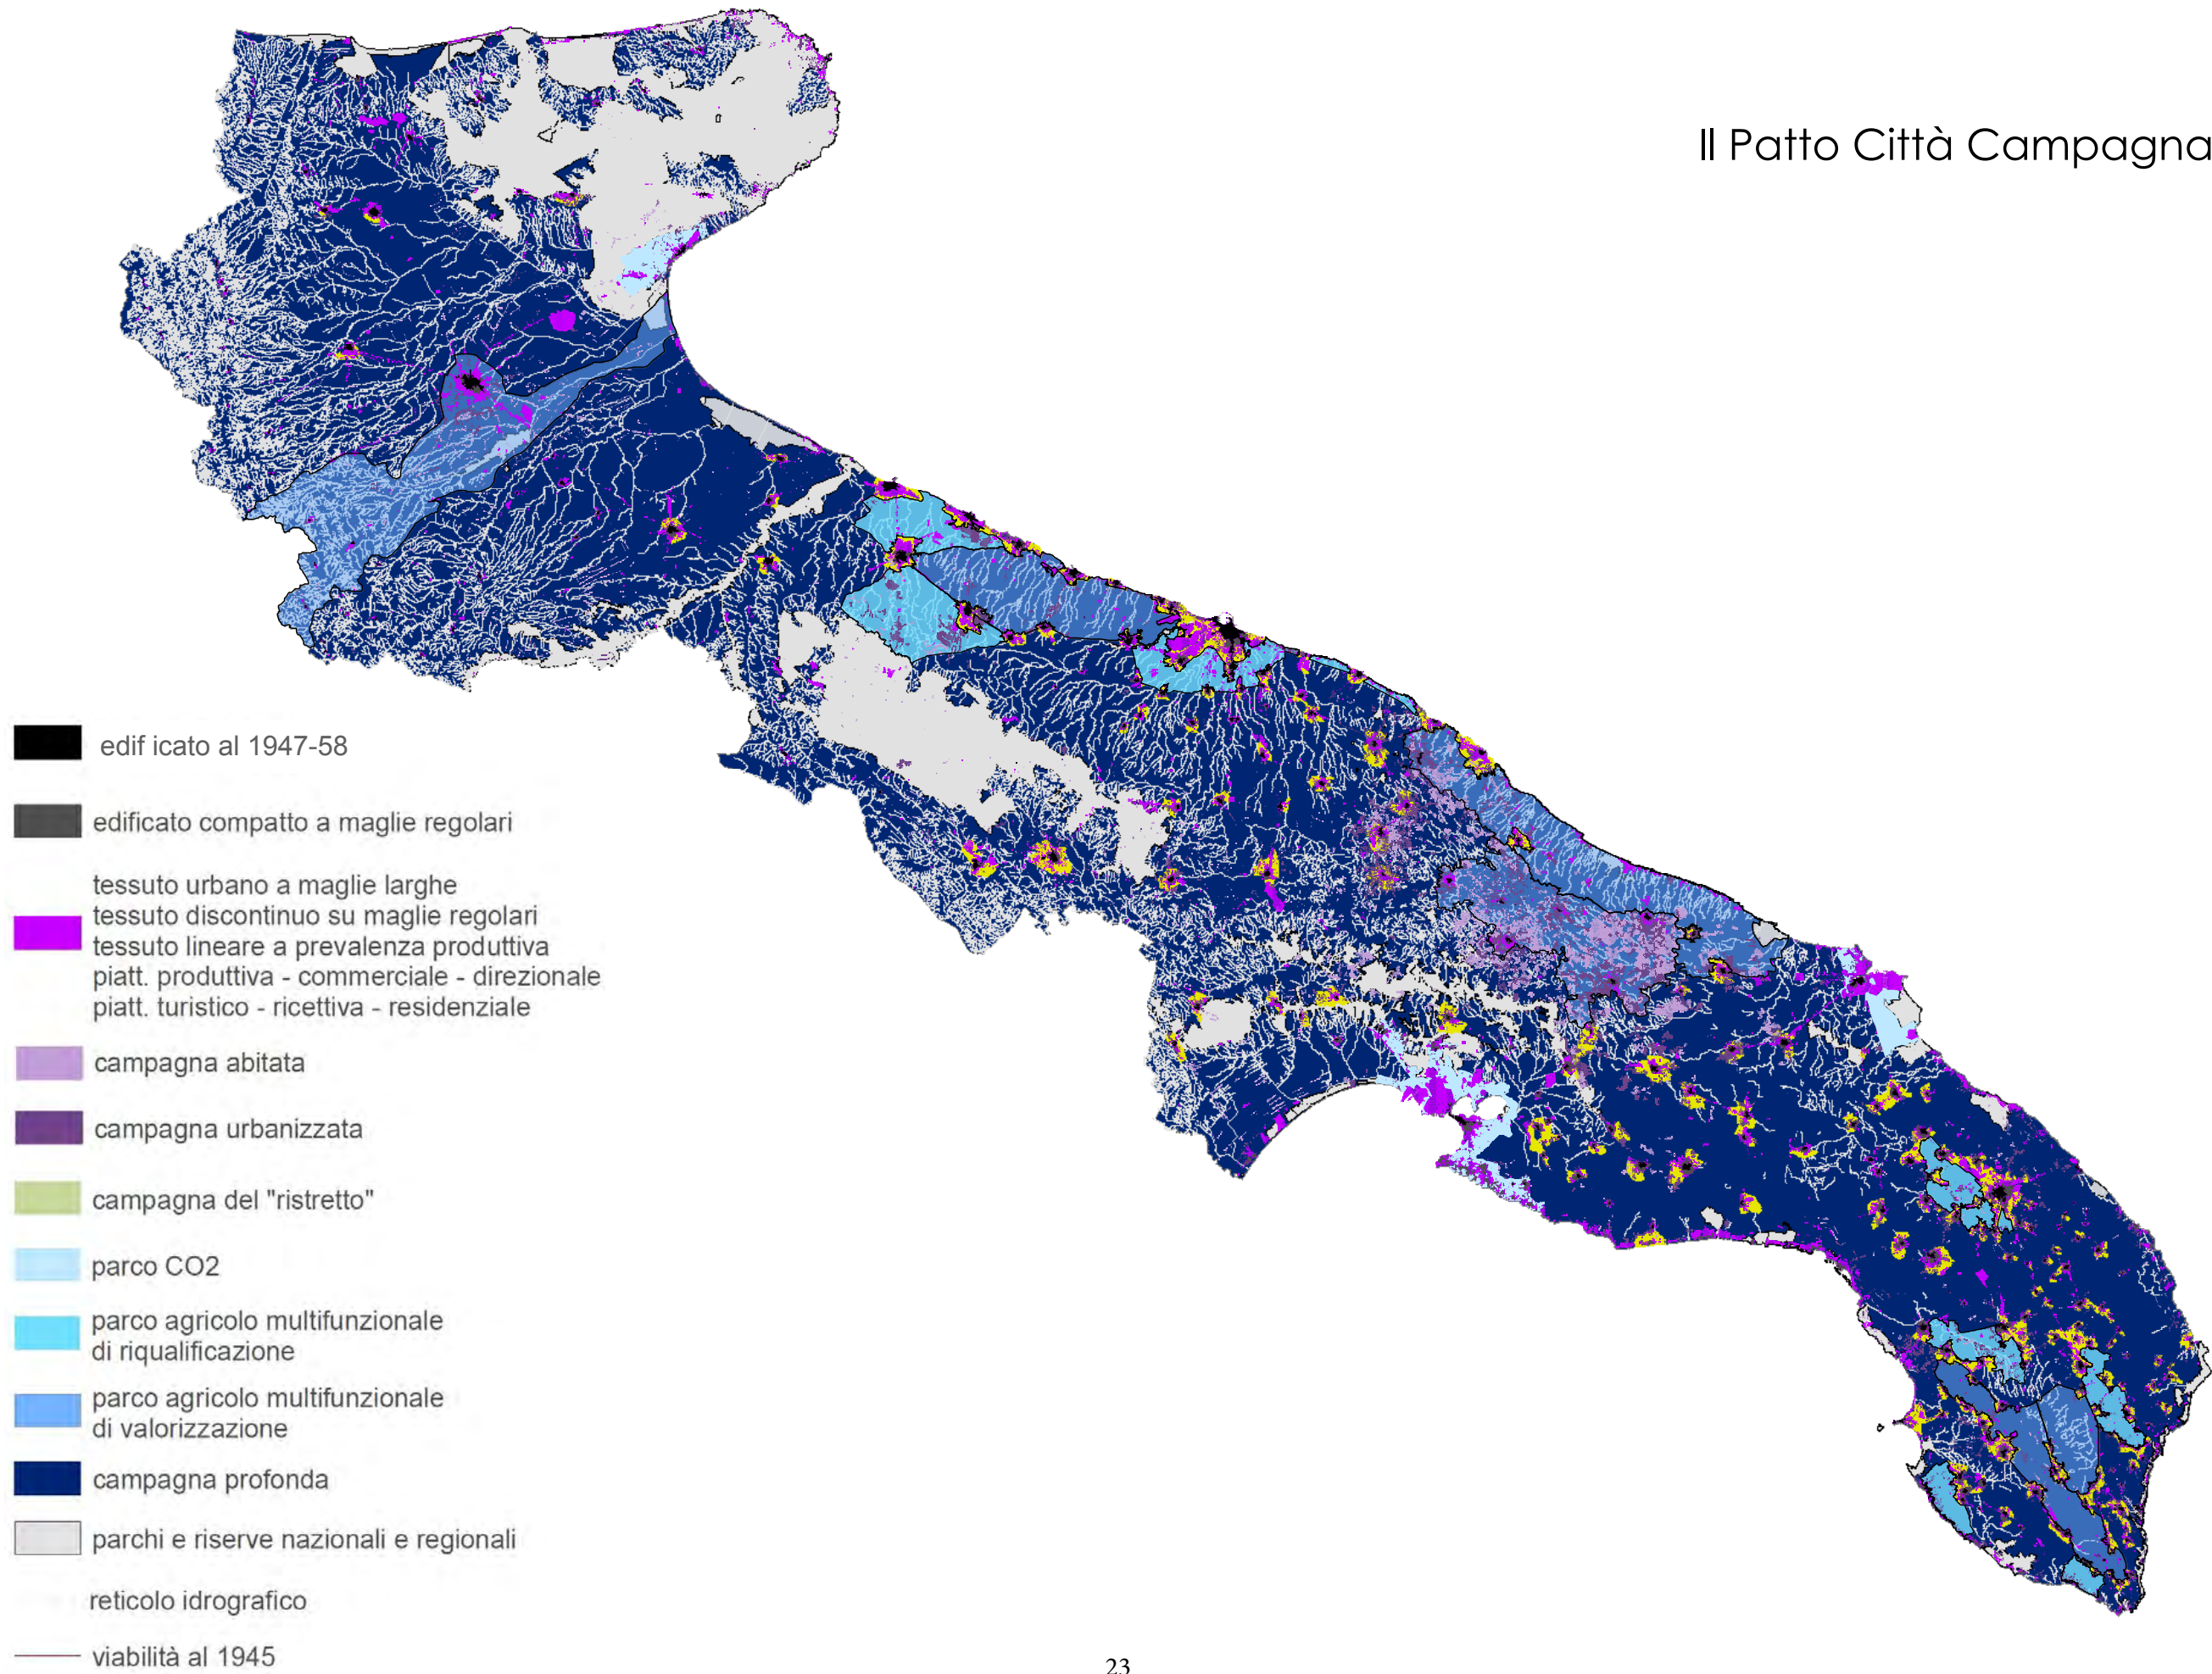 Il Patto Città Campagna
edif icato al 1947-58
edificato compatto a maglie regolari
tessuto urbano a maglie larghe
tessuto discontinuo su maglie regolari
tessuto lineare a prevalenza produttiva
piatt. produttiva - commerciale - direzionale
piatt. turistico - ricettiva - residenziale
campagna abitata
campagna urbanizzata
campagna del "ristretto"
parco CO2
parco agricolo multifunzionale
di riqualificazione
parco agricolo multifunzionale
di valorizzazione
campagna profonda
parchi e riserve nazionali e regionali
reticolo idrografico
viabilità al 1945
23